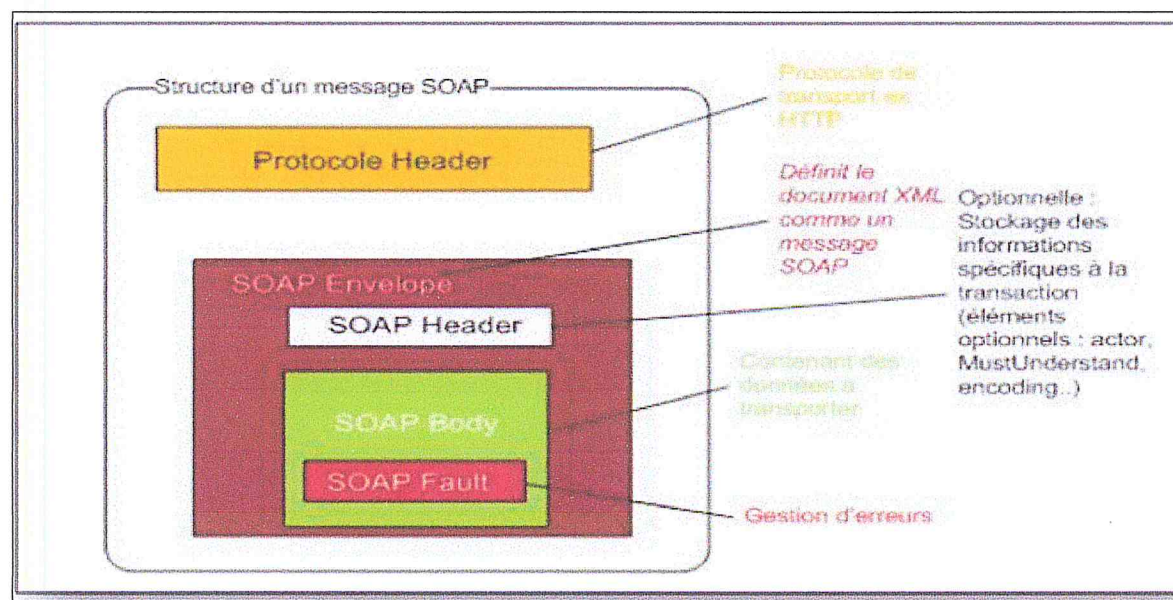 Structure d'un message SOAP
Protocole de
transport ex
HTTP
Protocole Header
Définit le
document XML
comme un
message
SOAP
Optionnelle :
Stockage des
informations
spécifiques à la
transaction
(éléments
optionnels : actor,
MustUnderstand,
encoding..)
SOAP Envelope
SOAP Header
Contenant des
données à
transporter
SOAP Body
SOAP Fault
Gestion d'erreurs